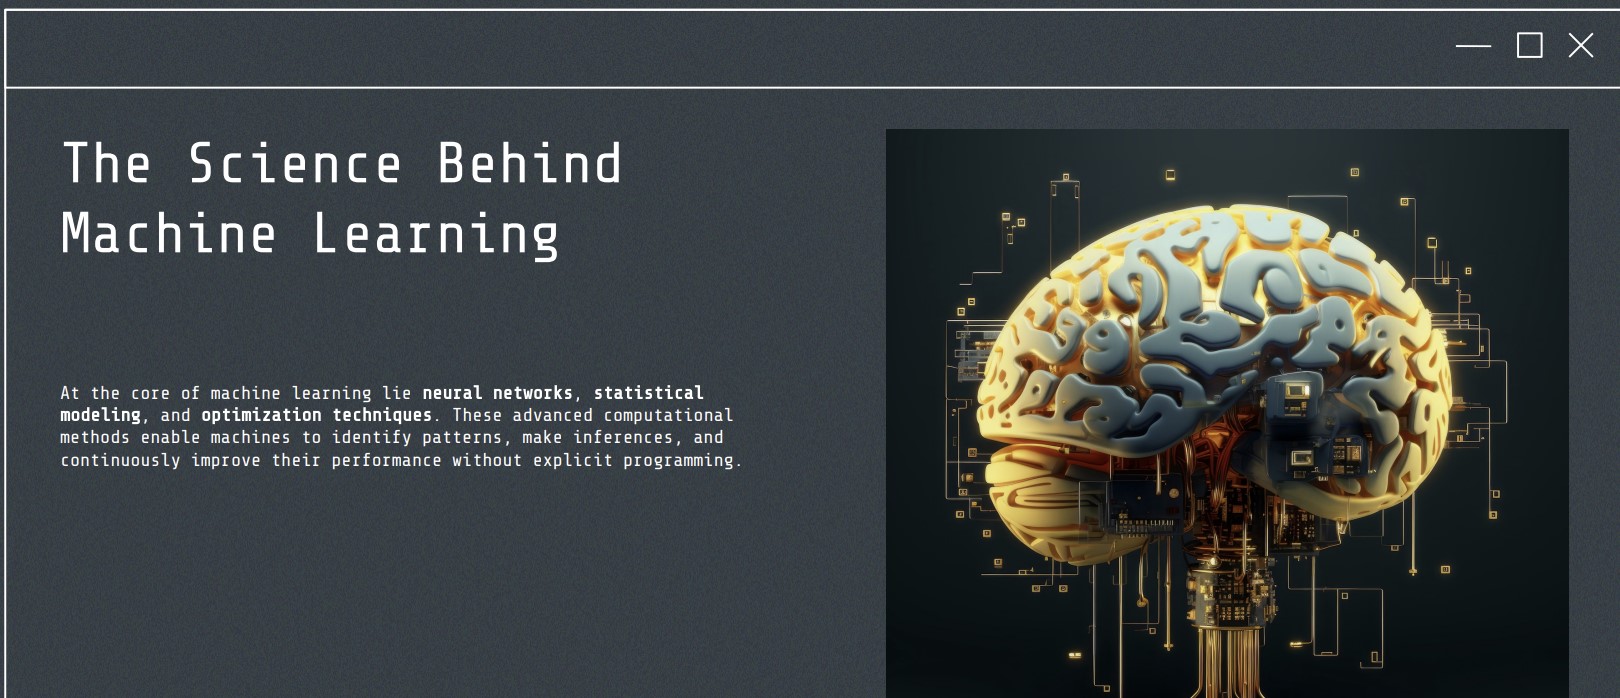 The Science Behind
Machine Learning
At the core of machine learning lie neural networks, statistical
modeling, and optimization techniques. These advanced computational
methods enable machines to identify patterns, make inferences, and
continuously improve their performance without explicit programming.